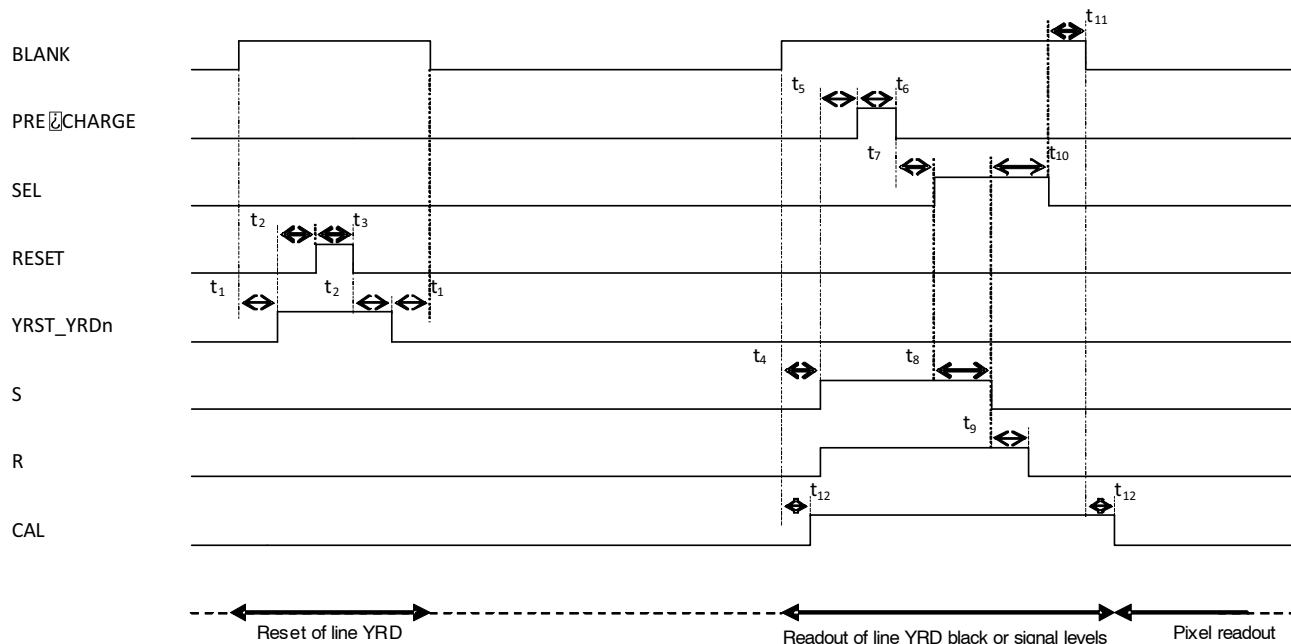 t₁₁
BLANK
t₅ t₆
PRE⍰CHARGE
t₇ t₁₀
SEL
t₂ t₃
RESET
t₁ t₂ t₁
YRST_YRDn
t₄ t₈
S
t₉
R
t₁₂ t₁₂
CAL
Reset of line YRD Readout of line YRD black or signal levels Pixel readout